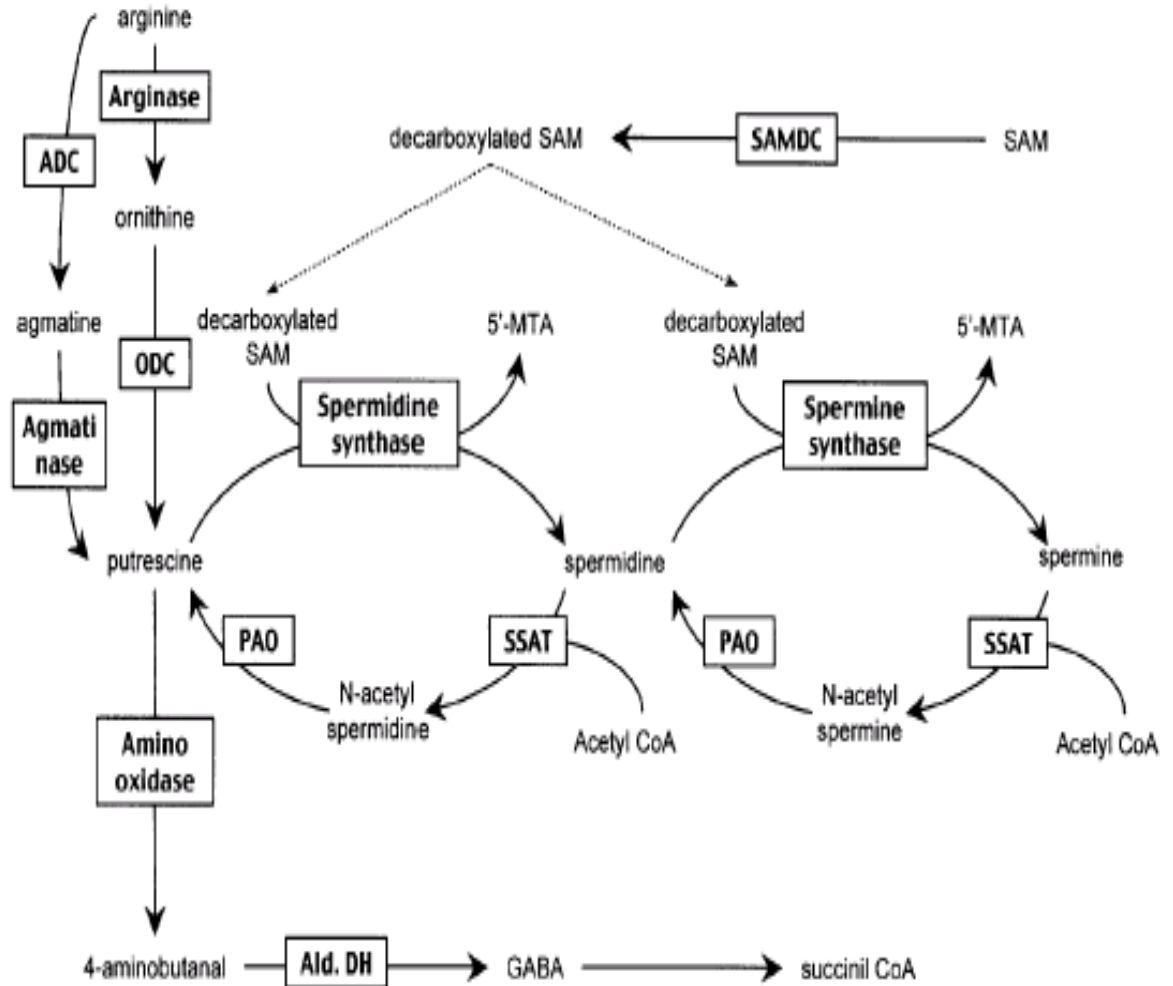 arginine
Arginase
ADC
decarboxylated SAM
SAMDC
SAM
ornithine
agmatine
decarboxylated
SAM
5'-MTA
decarboxylated
SAM
5'-MTA
ODC
Agmati
nase
Spermidine
synthase
Spermine
synthase
putrescine
spermidine
spermine
PAO
SSAT
PAO
SSAT
N-acetyl
spermidine
Acetyl CoA
N-acetyl
spermine
Acetyl CoA
Amino
oxidase
4-aminobutanal
Ald. DH
GABA
succinil CoA